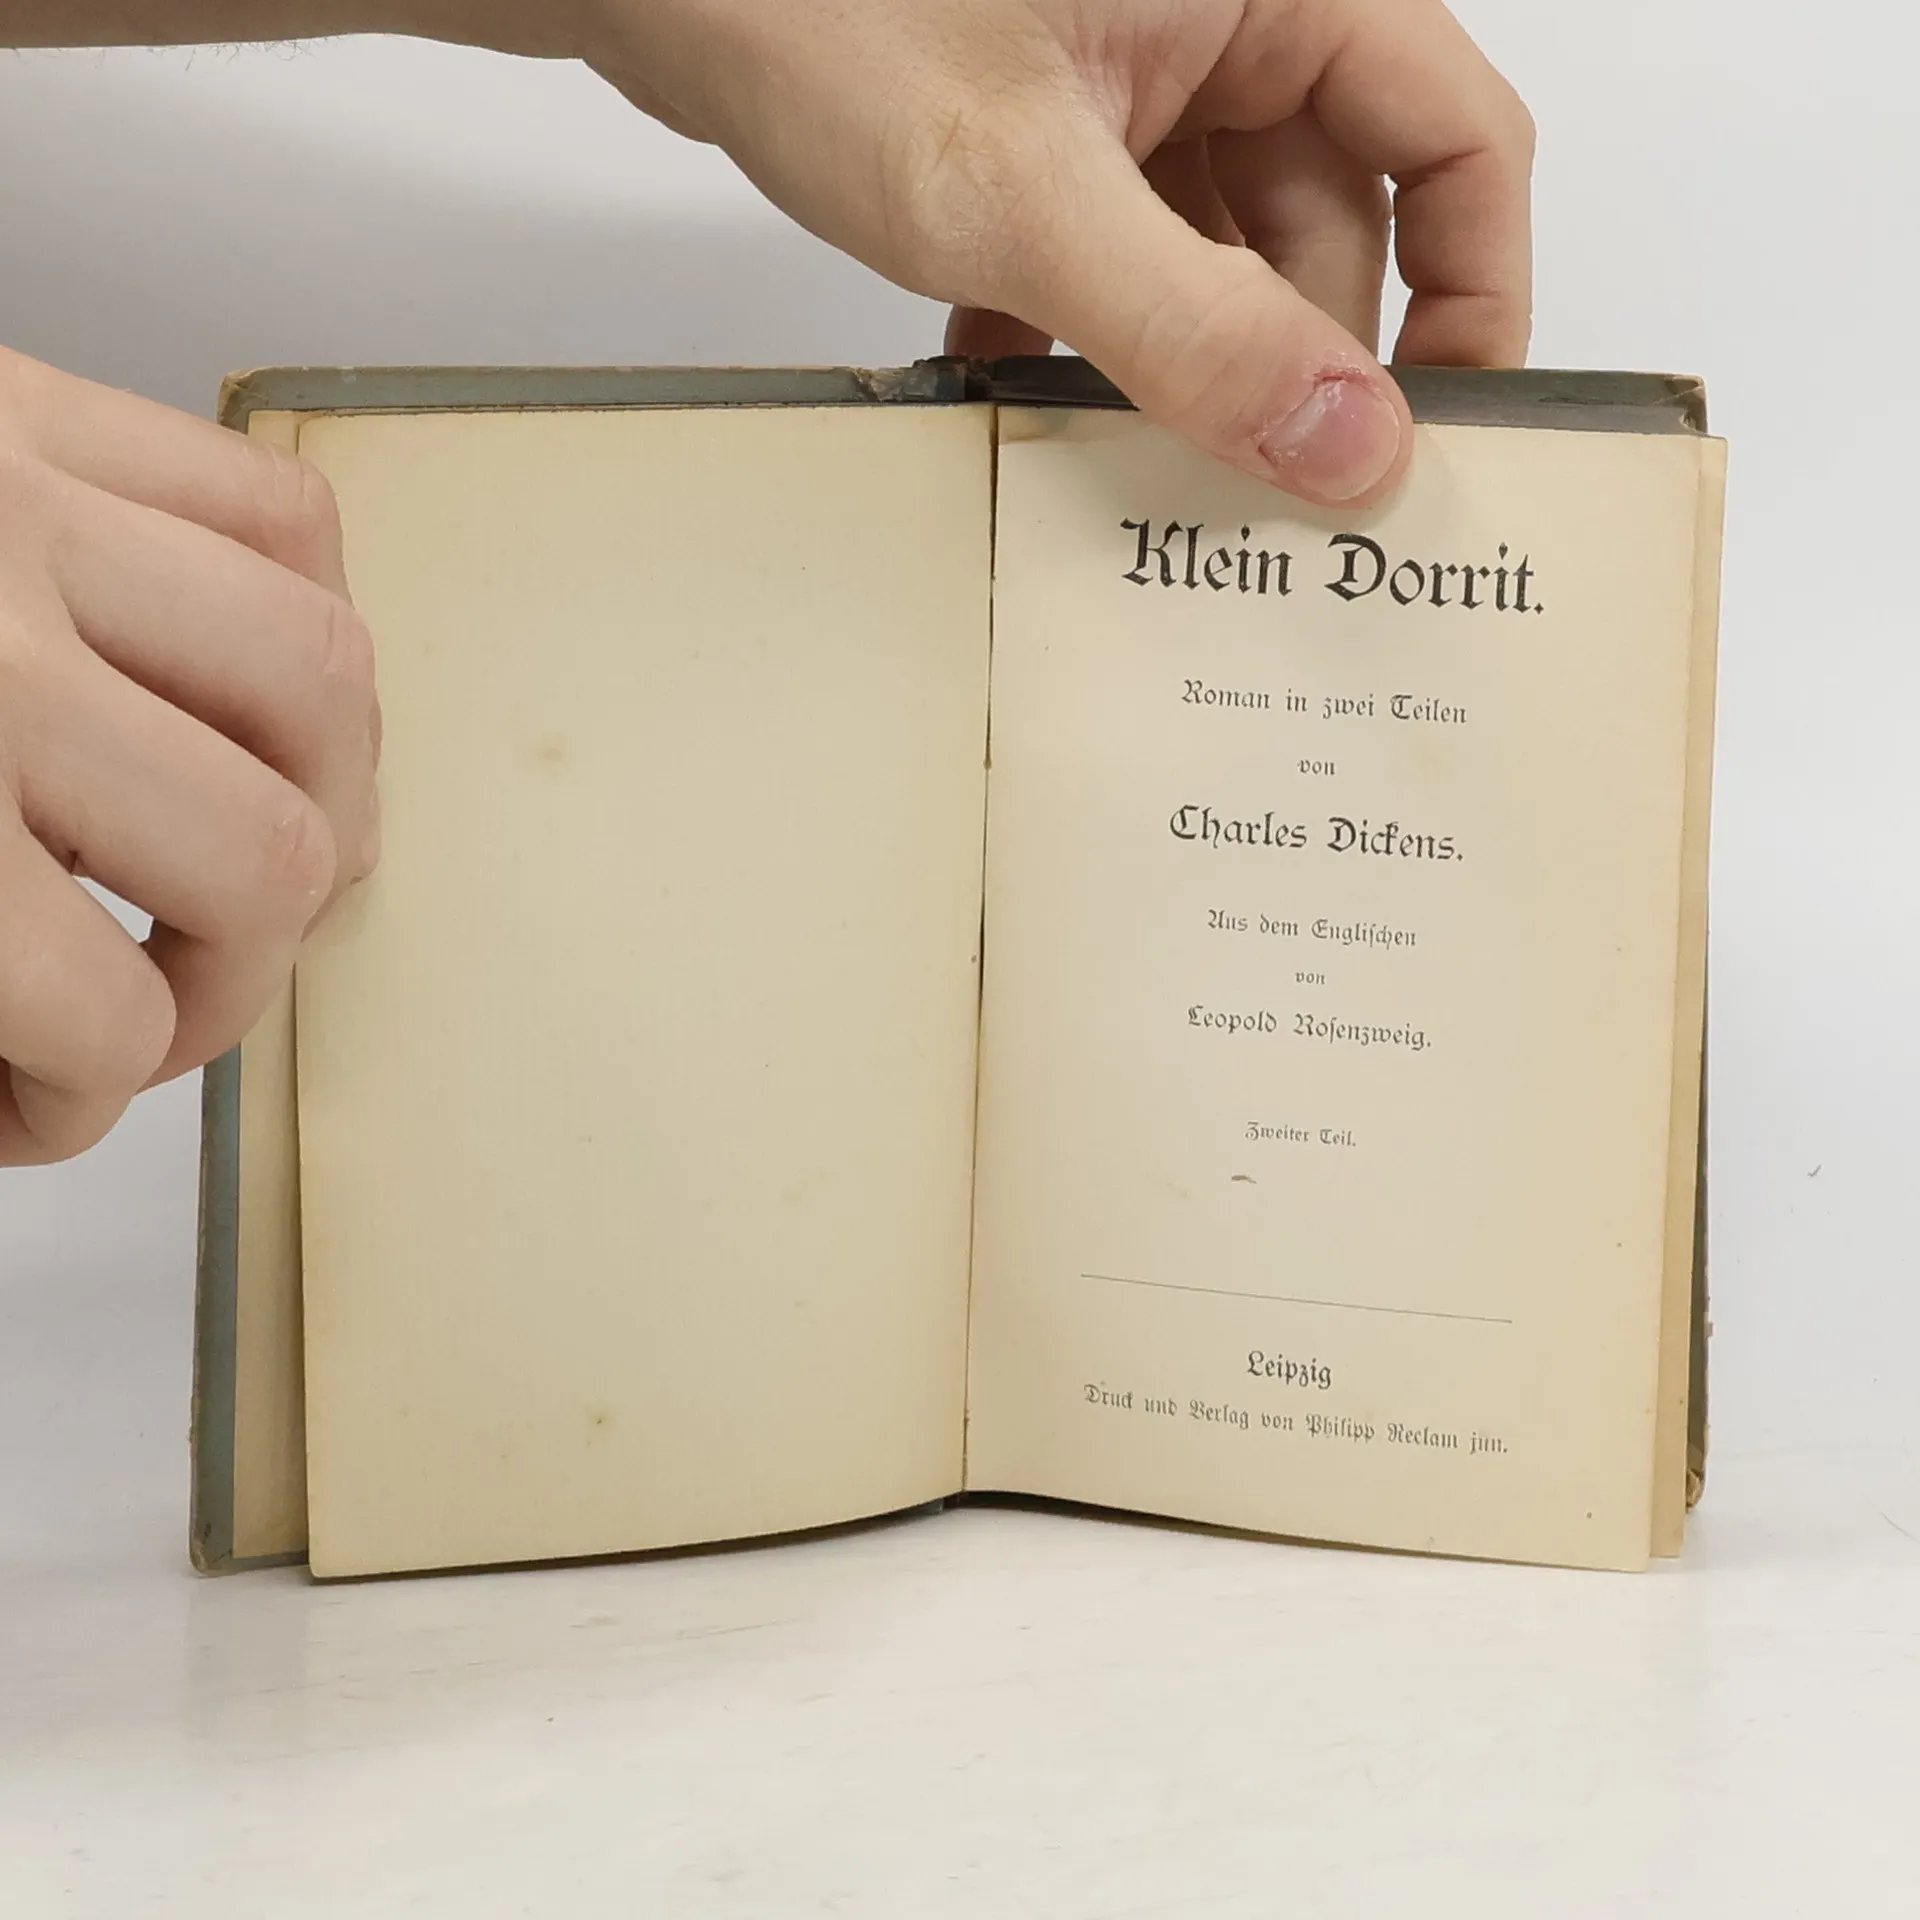 Klein Dorrit.
Roman in zwei Teilen
von
Charles Dickens.
Aus dem Engliſchen
von
Leopold Roſenzweig.
Zweiter Teil.
Leipzig
Druck und Verlag von Philipp Reclam jun.